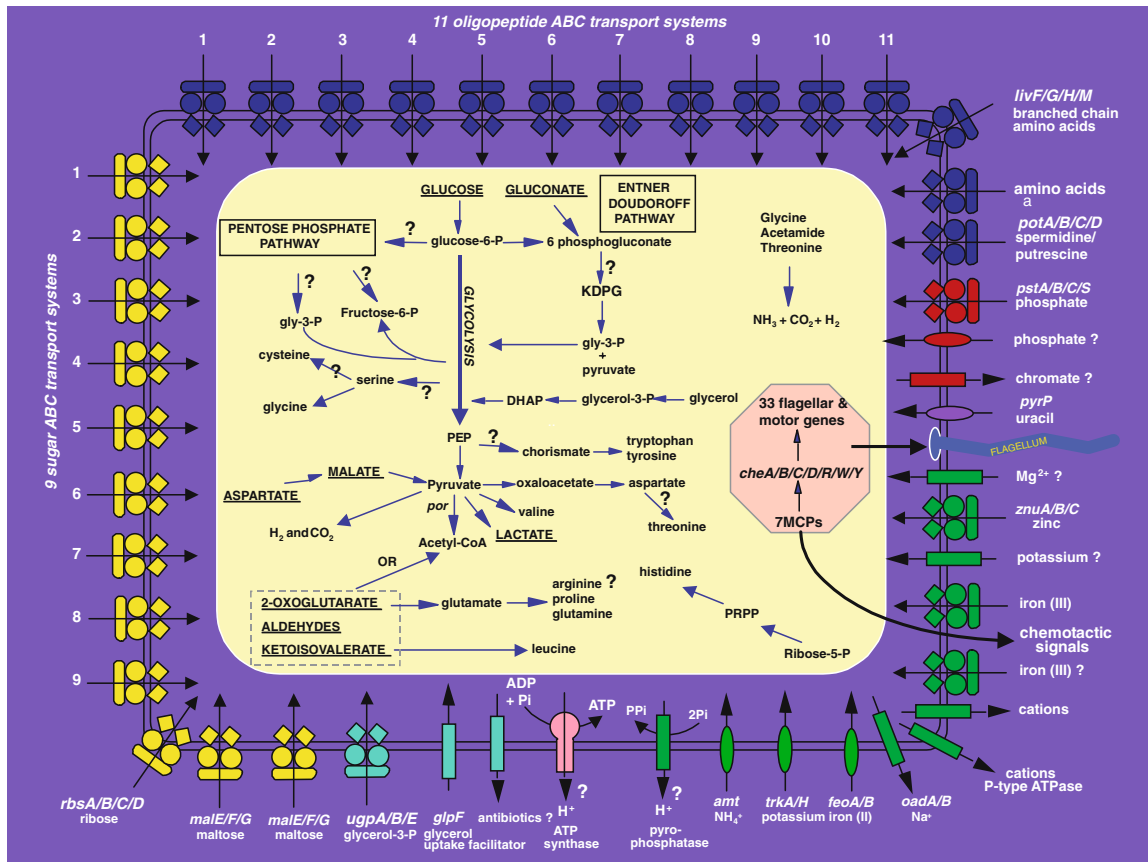 11 oligopeptide ABC transport systems
1 2 3 4 5 6 7 8 9 10 11
livF/G/H/M
branched chain
amino acids
amino acids
a
potA/B/C/D
spermidine/
putrescine
pstA/B/C/S
phosphate
phosphate ?
chromate ?
pyrP
uracil
FLAGELLUM
Mg2+ ?
znuA/B/C
zinc
potassium ?
iron (III)
chemotactic
signals
iron (III) ?
cations
cations
P-type ATPase
9 sugar ABC transport systems
1
2
3
4
5
6
7
8
9
GLUCOSE
GLUCONATE
ENTNER
DOUDOROFF
PATHWAY
PENTOSE PHOSPHATE
PATHWAY
?
glucose-6-P
6 phosphogluconate
Glycine
Acetamide
Threonine
?
?
?
KDPG
gly-3-P
Fructose-6-P
GLYCOLYSIS
NH3 + CO2 + H2
cysteine
?
serine
?
glycine
gly-3-P
+
pyruvate
DHAP
glycerol-3-P
glycerol
33 flagellar &
motor genes
cheA/B/C/D/R/W/Y
7MCPs
PEP
?
chorismate
tryptophan
tyrosine
MALATE
ASPARTATE
Pyruvate
oxaloacetate
aspartate
?
threonine
por
valine
H2 and CO2
LACTATE
Acetyl-CoA
OR
histidine
2-OXOGLUTARATE
ALDEHYDES
KETOISOVALERATE
glutamate
arginine ?
proline
glutamine
leucine
PRPP
Ribose-5-P
ADP
+ Pi
ATP
PPi
2Pi
rbsA/B/C/D
ribose
malE/F/G
maltose
malE/F/G
maltose
ugpA/B/E
glycerol-3-P
glpF
glycerol
uptake facilitator
antibiotics ?
?
H+
ATP
synthase
?
H+
pyro-
phosphatase
amt
NH4+
trkA/H
potassium
feoA/B
iron (II)
oadA/B
Na+